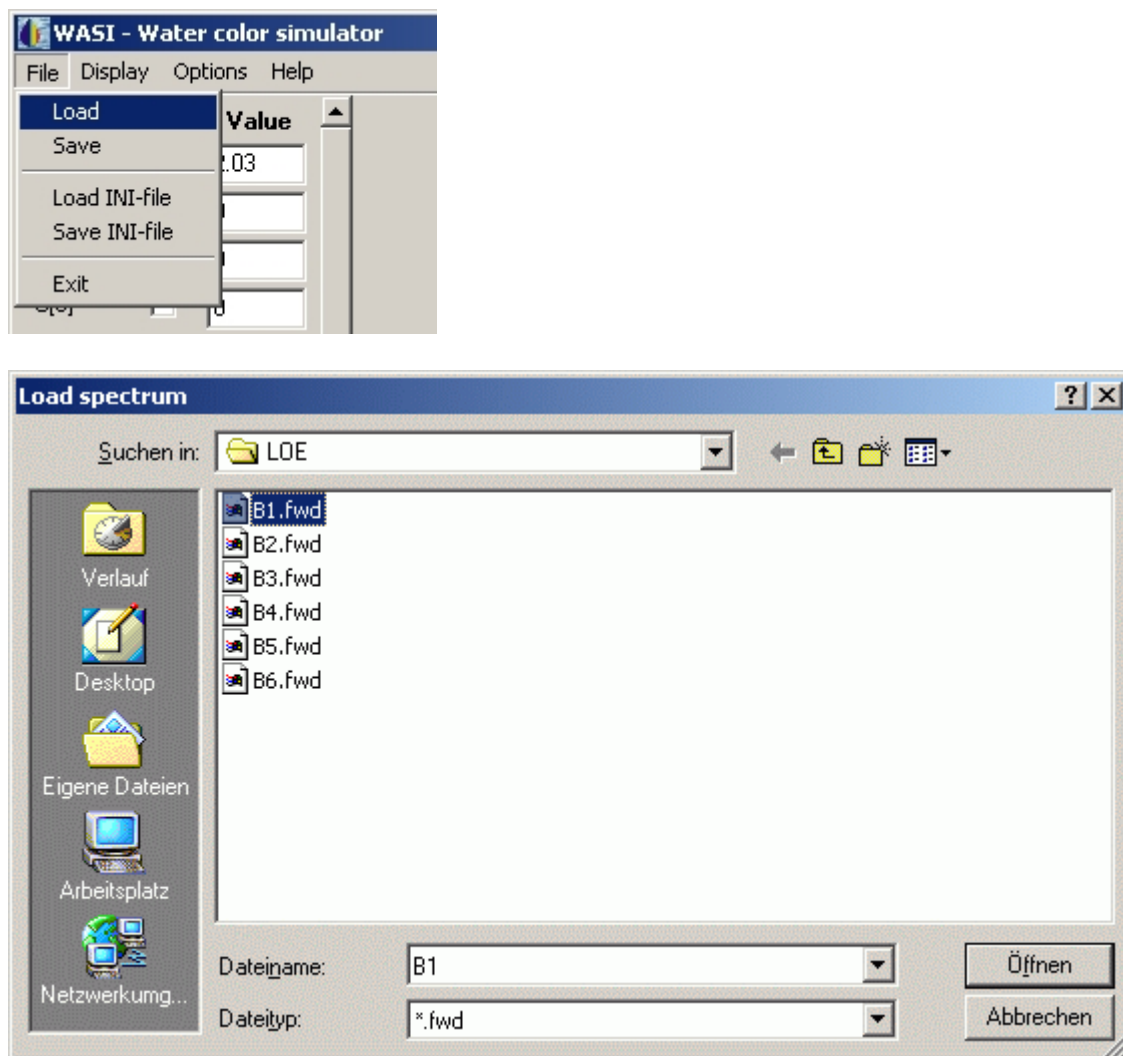 WASI - Water color simulator
File Display Options Help
Load
Value
Save
.03
Load INI-file
Save INI-file
Exit
Load spectrum
Suchen in: LOE
B1.fwd
B2.fwd
B3.fwd
B4.fwd
B5.fwd
B6.fwd
Verlauf
Desktop
Eigene Dateien
Arbeitsplatz
Netzwerkumg...
Dateiname: B1
Öffnen
Dateityp: *.fwd
Abbrechen